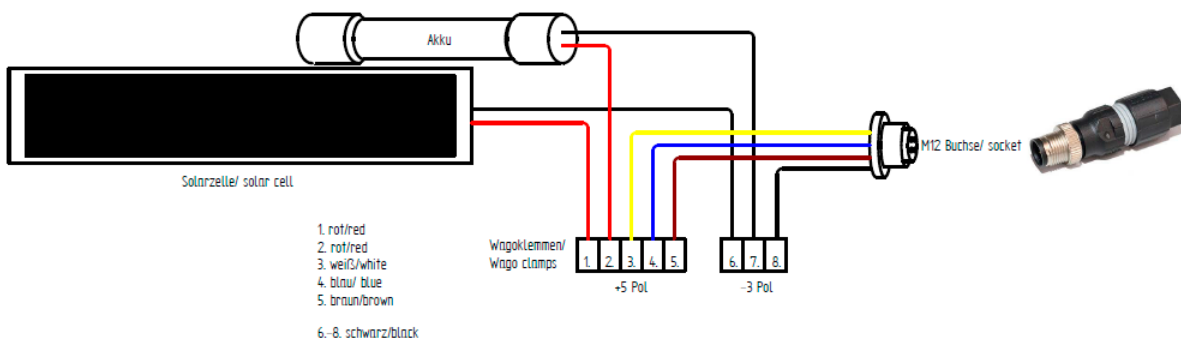 Akku
M12 Buchse/ socket
Solarzelle/ solar cell
1. rot/red
2. rot/red
3. weiß/white
4. blau/ blue
5. braun/brown
6.-8. schwarz/black
Wagoklemmen/
Wago clamps
1. 2. 3. 4. 5.
+5 Pol
6. 7. 8.
-3 Pol